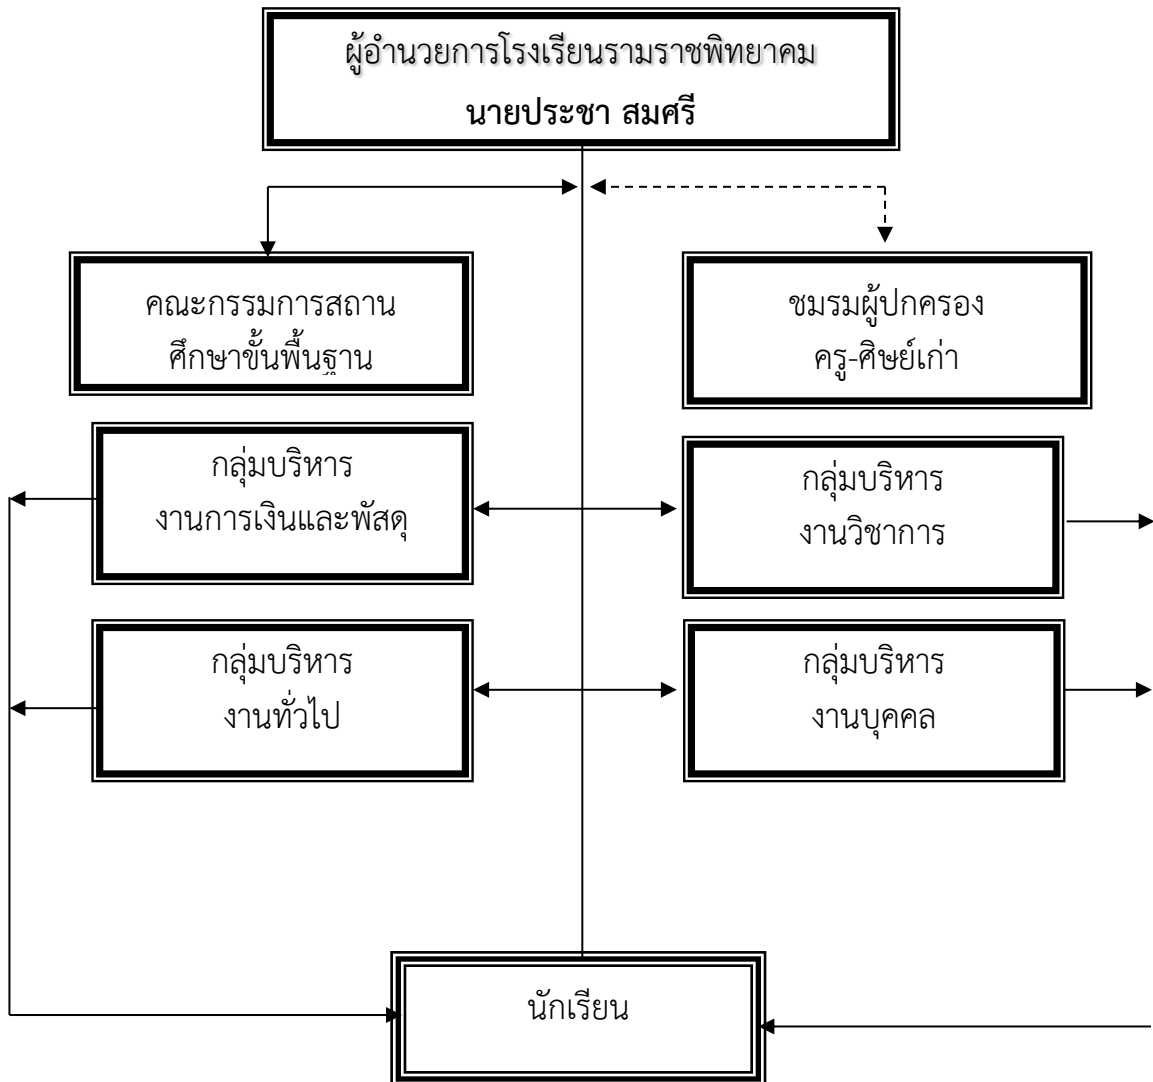 ผู้อำนวยการโรงเรียนรามราชพิทยาคม
นายประชา สมศรี
คณะกรรมการสถาน
ศึกษาขั้นพื้นฐาน
ชมรมผู้ปกครอง
ครู-ศิษย์เก่า
กลุ่มบริหาร
งานการเงินและพัสดุ
กลุ่มบริหาร
งานวิชาการ
กลุ่มบริหาร
งานทั่วไป
กลุ่มบริหาร
งานบุคคล
นักเรียน